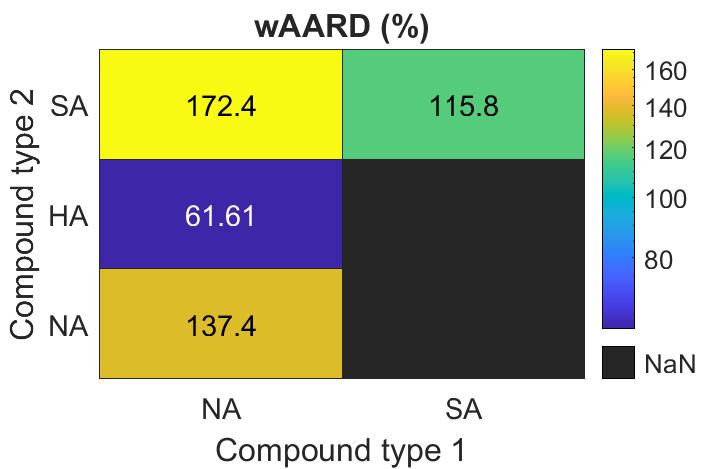 wAARD (%)
Compound type 2
SA
172.4
115.8
HA
61.61
NA
137.4
NA
SA
Compound type 1
160
140
120
100
80
NaN